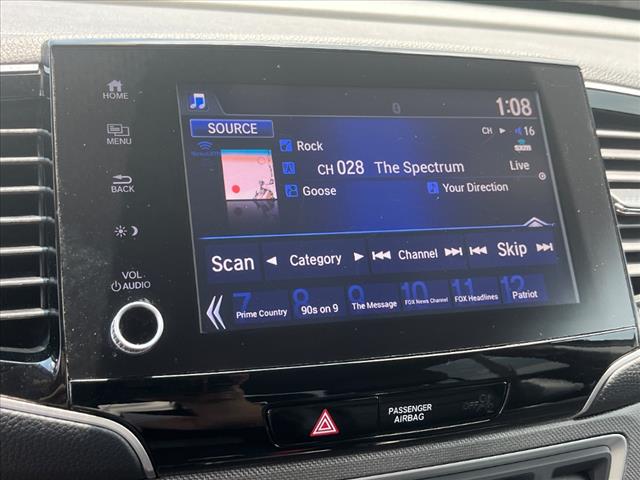 HOME
MENU
BACK
VOL
AUDIO
1:08
SOURCE
CH 16
Rock
CH 028 The Spectrum Live
Goose Your Direction
Scan Category Channel Skip
7 8 9 10 11 12
Prime Country 90s on 9 The Message FOX News Channel FOX Headlines Patriot
PASSENGER
AIRBAG
OFF